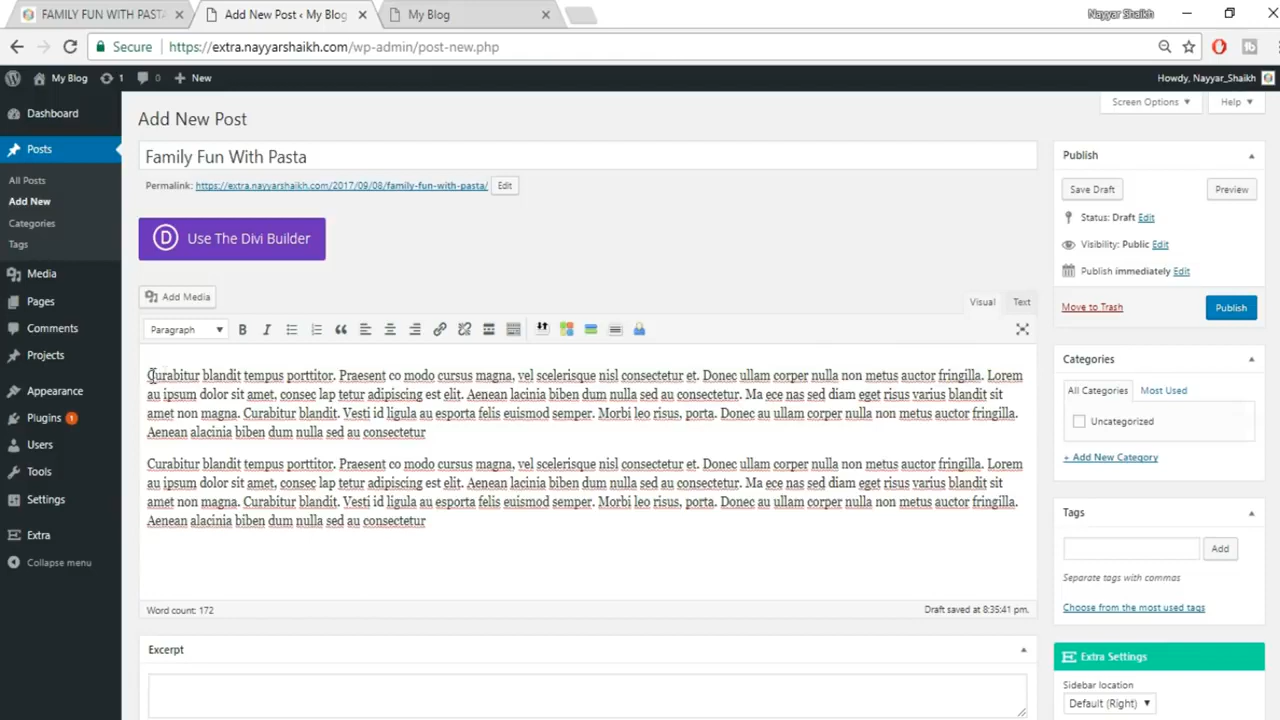 FAMILY FUN WITH PASTA
Add New Post ‹ My Blog
My Blog
Nayyar Shaikh
Secure
https://extra.nayyarshaikh.com/wp-admin/post-new.php
My Blog
1
0
New
Howdy, Nayyar_Shaikh
Dashboard
Posts
All Posts
Add New
Categories
Tags
Media
Pages
Comments
Projects
Appearance
Plugins 1
Users
Tools
Settings
Extra
Collapse menu
Screen Options
Help
Add New Post
Family Fun With Pasta
Permalink: https://extra.nayyarshaikh.com/2017/09/08/family-fun-with-pasta/ Edit
D Use The Divi Builder
Add Media
Visual
Text
Paragraph
B I
Curabitur blandit tempus porttitor. Praesent co modo cursus magna, vel scelerisque nisl consectetur et. Donec ullam corper nulla non metus auctor fringilla. Lorem
au ipsum dolor sit amet, consec lap tetur adipiscing est elit. Aenean lacinia biben dum nulla sed au consectetur. Ma ece nas sed diam eget risus varius blandit sit
amet non magna. Curabitur blandit. Vesti id ligula au esporta felis euismod semper. Morbi leo risus, porta. Donec au ullam corper nulla non metus auctor fringilla.
Aenean alacinia biben dum nulla sed au consectetur
Curabitur blandit tempus porttitor. Praesent co modo cursus magna, vel scelerisque nisl consectetur et. Donec ullam corper nulla non metus auctor fringilla. Lorem
au ipsum dolor sit amet, consec lap tetur adipiscing est elit. Aenean lacinia biben dum nulla sed au consectetur. Ma ece nas sed diam eget risus varius blandit sit
amet non magna. Curabitur blandit. Vesti id ligula au esporta felis euismod semper. Morbi leo risus, porta. Donec au ullam corper nulla non metus auctor fringilla.
Aenean alacinia biben dum nulla sed au consectetur
Word count: 172
Draft saved at 8:35:41 pm.
Excerpt
Publish
Save Draft
Preview
Status: Draft Edit
Visibility: Public Edit
Publish immediately Edit
Move to Trash
Publish
Categories
All Categories
Most Used
Uncategorized
+ Add New Category
Tags
Add
Separate tags with commas
Choose from the most used tags
Extra Settings
Sidebar location
Default (Right)